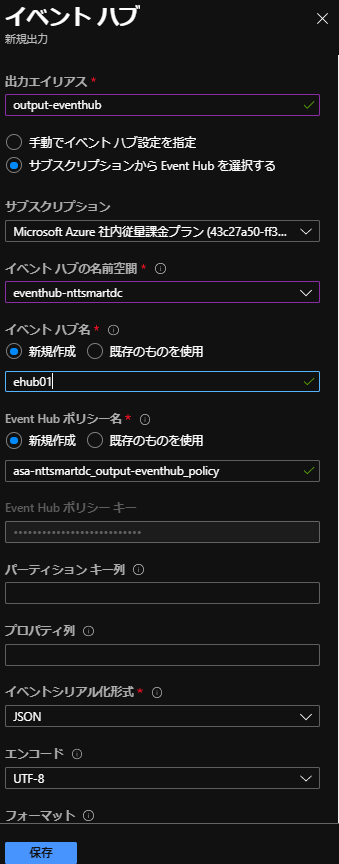 イベント ハブ
新規出力
出力エイリアス *
output-eventhub
手動でイベント ハブ設定を指定
サブスクリプションから Event Hub を選択する
サブスクリプション
Microsoft Azure 社内従量課金プラン (43c27a50-ff3...
イベント ハブの名前空間 *
eventhub-nttsmartdc
イベント ハブ名 *
新規作成 既存のものを使用
ehub01
Event Hub ポリシー名 *
新規作成 既存のものを使用
asa-nttsmartdc_output-eventhub_policy
Event Hub ポリシー キー
パーティション キー列
プロパティ列
イベントシリアル化形式 *
JSON
エンコード
UTF-8
フォーマット
保存